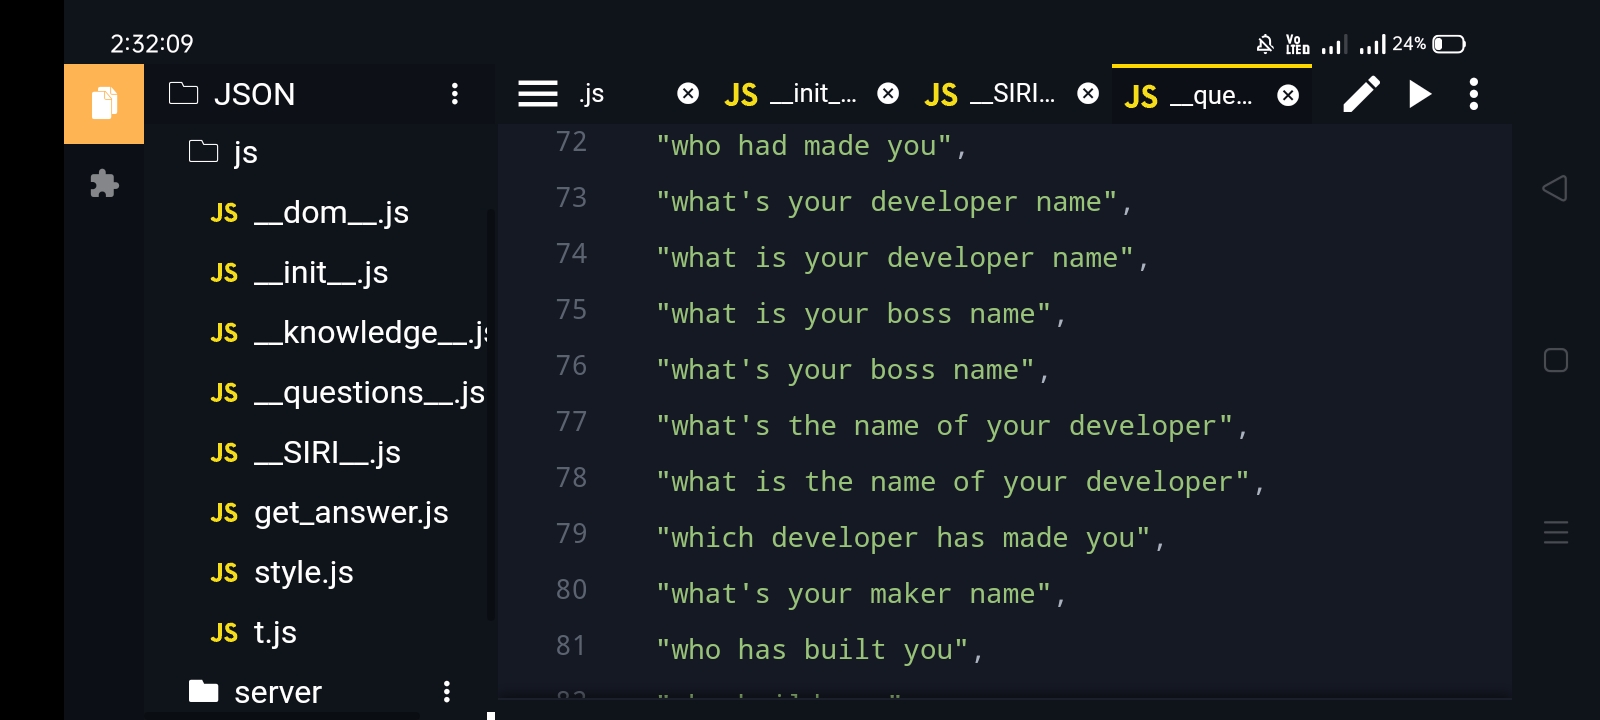 2:32:09
Vo LTED 24%
JSON
js
JS __dom__.js
JS __init__.js
JS __knowledge__.js
JS __questions__.js
JS __SIRI__.js
JS get_answer.js
JS style.js
JS t.js
server
.js JS __init_... JS __SIRI... JS __que...
72 "who had made you",
73 "what's your developer name",
74 "what is your developer name",
75 "what is your boss name",
76 "what's your boss name",
77 "what's the name of your developer",
78 "what is the name of your developer",
79 "which developer has made you",
80 "what's your maker name",
81 "who has built you",